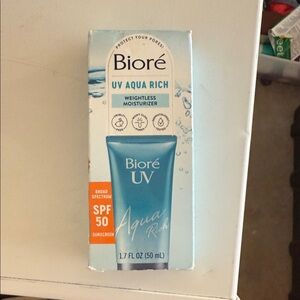 PROTECT YOUR PORES!
Bioré
UV AQUA RICH
WEIGHTLESS
MOISTURIZER
Bioré
UV
BROAD
SPECTRUM
SPF
50
SUNSCREEN
Aqua
Rich
1.7 FL OZ (50 mL)